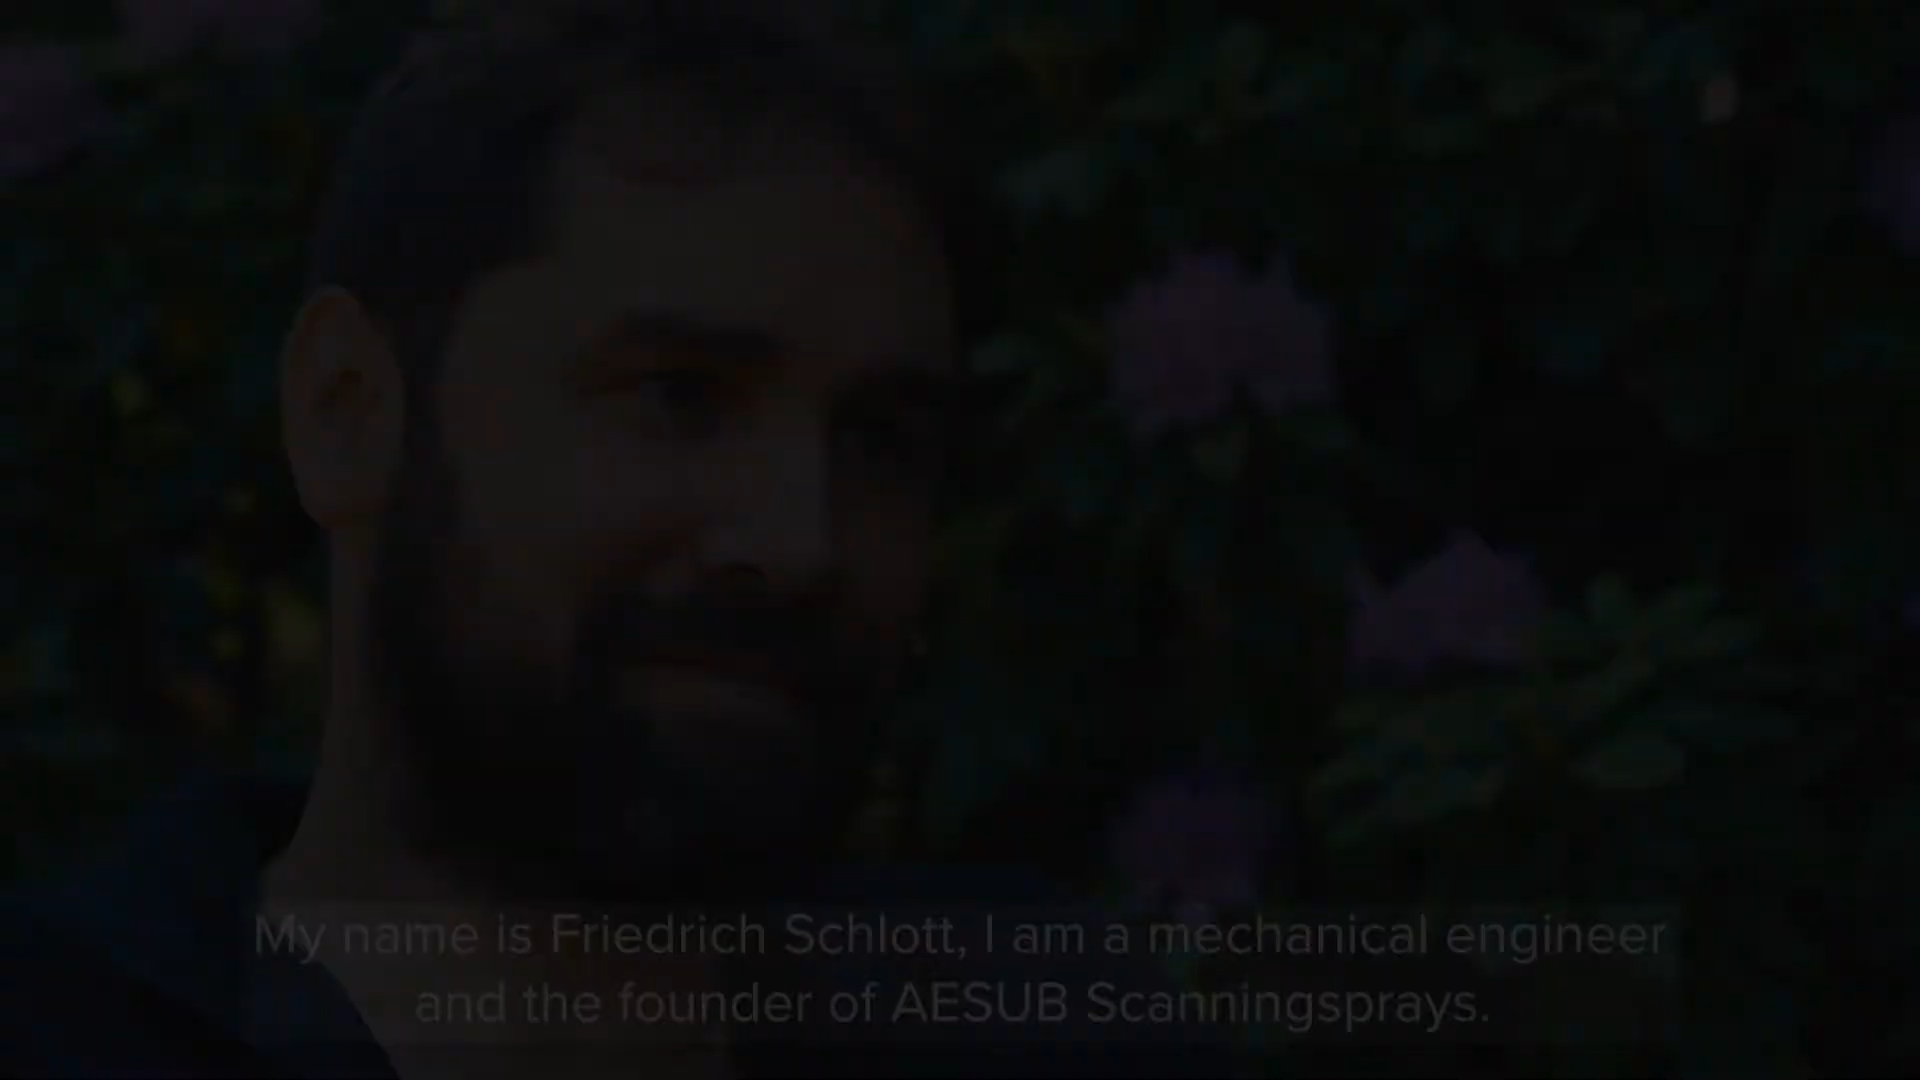 My name is Friedrich Schlott, I am a mechanical engineer
and the founder of AESUB Scanningsprays.